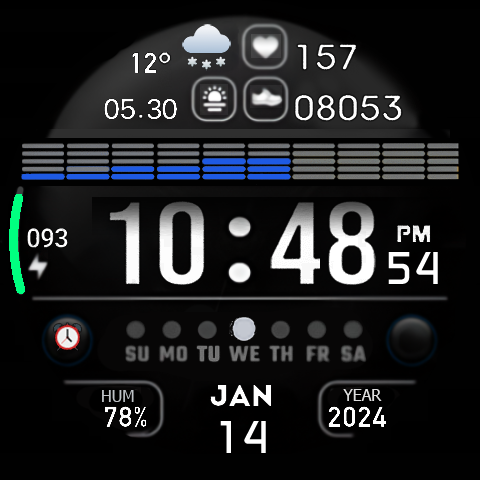 12° 157
05.30 08053
093 10:48 PM 54
SU MO TU WE TH FR SA
HUM JAN YEAR
78% 14 2024